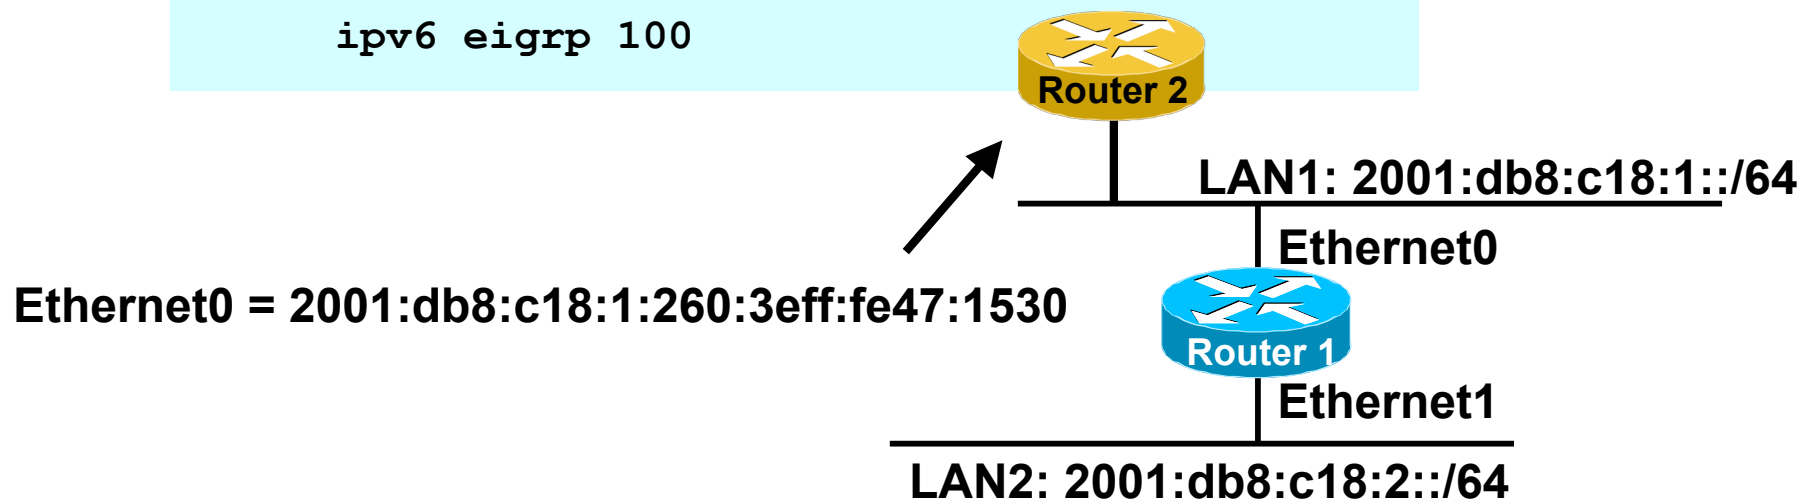 ipv6 eigrp 100
Router 2
LAN1: 2001:db8:c18:1::/64
Ethernet0
Ethernet0 = 2001:db8:c18:1:260:3eff:fe47:1530
Router 1
Ethernet1
LAN2: 2001:db8:c18:2::/64